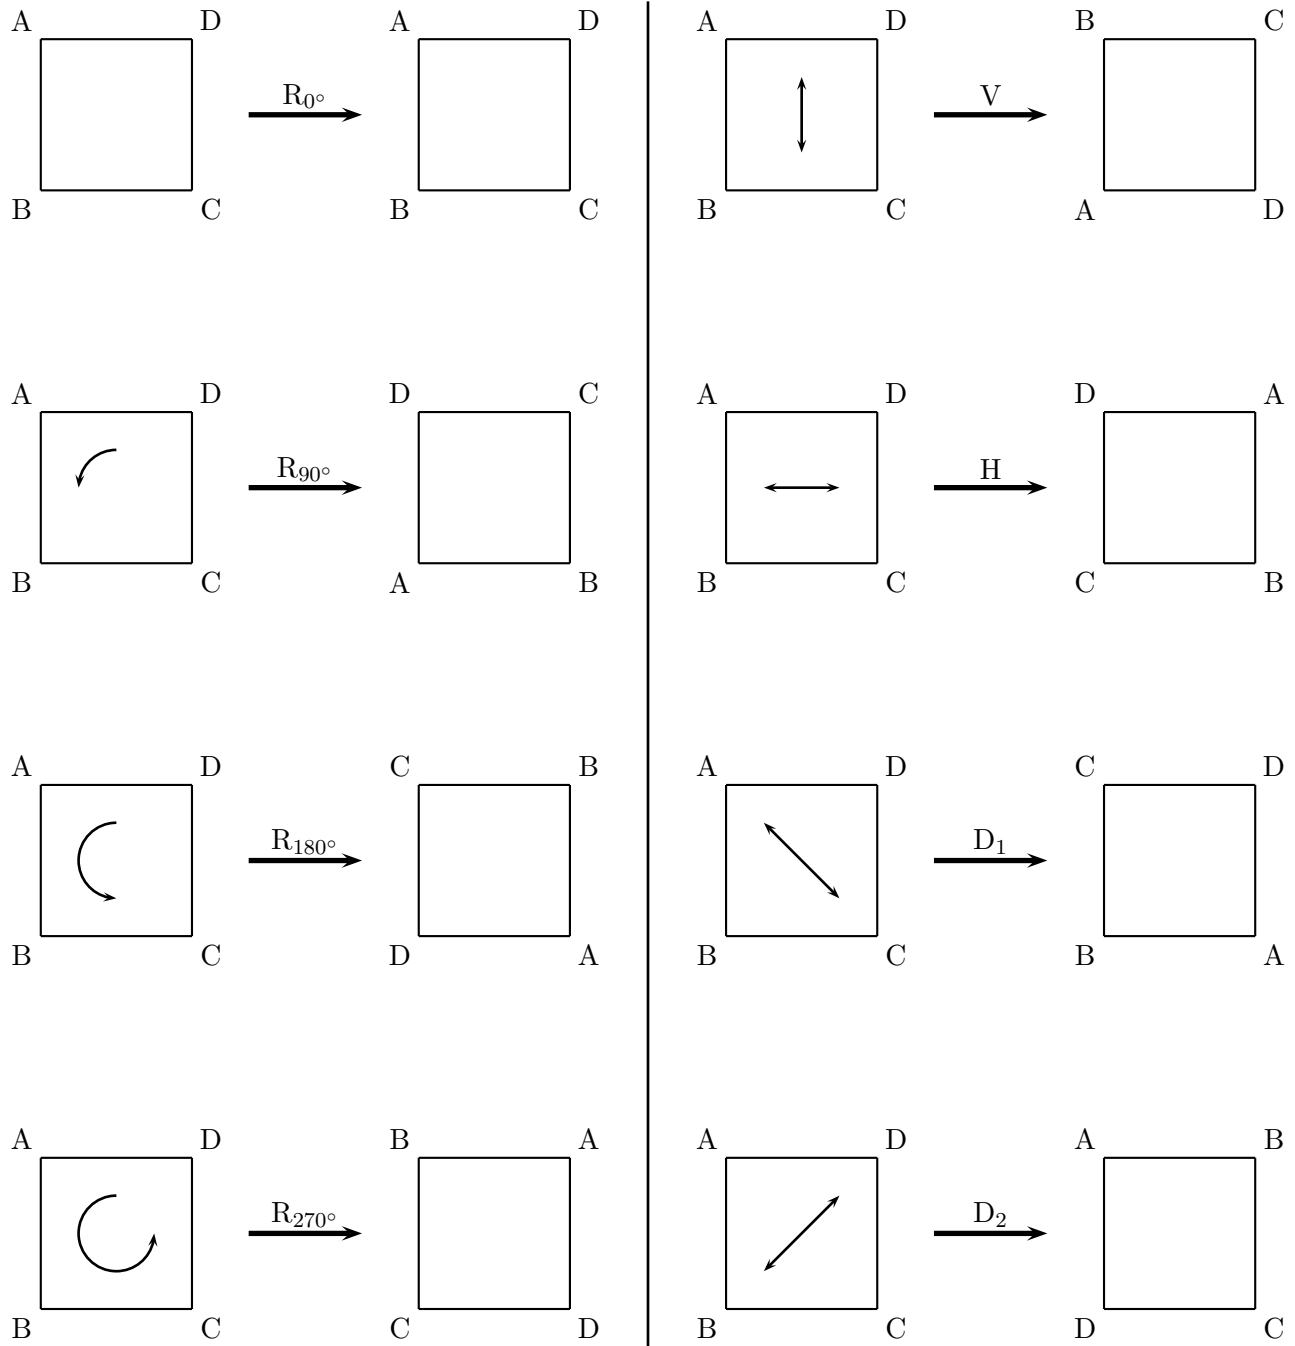 A D A D
R0°
B C B C
A D B C
V
B C A D
A D D C
R90°
B C A B
A D D A
H
B C C B
A D C B
R180°
B C D A
A D C D
D1
B C B A
A D B A
R270°
B C C D
A D A B
D2
B C D C